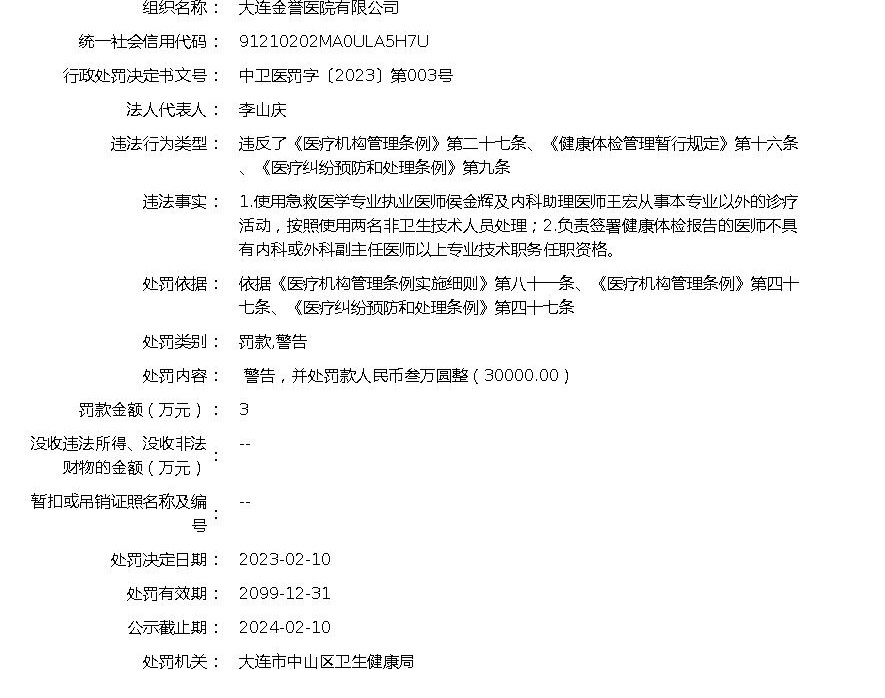 组织名称： 大连金誉医院有限公司
统一社会信用代码： 91210202MA0ULA5H7U
行政处罚决定书文号： 中卫医罚字〔2023〕第003号
法人代表人： 李山庆
违法行为类型： 违反了《医疗机构管理条例》第二十七条、《健康体检管理暂行规定》第十六条
、《医疗纠纷预防和处理条例》第九条
违法事实： 1.使用急救医学专业执业医师侯金辉及内科助理医师王宏从事本专业以外的诊疗
活动，按照使用两名非卫生技术人员处理；2.负责签署健康体检报告的医师不具
有内科或外科副主任医师以上专业技术职务任职资格。
处罚依据： 依据《医疗机构管理条例实施细则》第八十一条、《医疗机构管理条例》第四十
七条、《医疗纠纷预防和处理条例》第四十七条
处罚类别： 罚款,警告
处罚内容： 警告，并处罚款人民币叁万圆整（30000.00）
罚款金额（万元）： 3
没收违法所得、没收非法
财物的金额（万元）： --
暂扣或吊销证照名称及编
号： --
处罚决定日期： 2023-02-10
处罚有效期： 2099-12-31
公示截止期： 2024-02-10
处罚机关： 大连市中山区卫生健康局